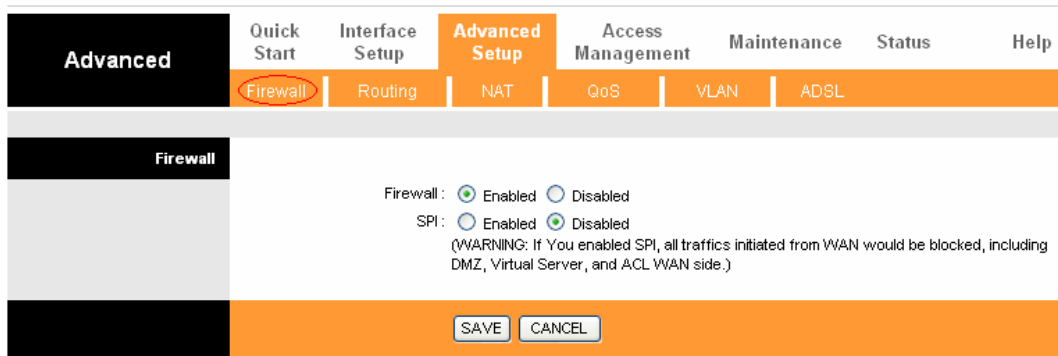 Advanced
Quick Start
Interface Setup
Advanced Setup
Access Management
Maintenance
Status
Help
Firewall
Routing
NAT
QoS
VLAN
ADSL
Firewall
Firewall : Enabled Disabled
SPI : Enabled Disabled
(WARNING: If You enabled SPI, all traffics initiated from WAN would be blocked, including
DMZ, Virtual Server, and ACL WAN side.)
SAVE CANCEL